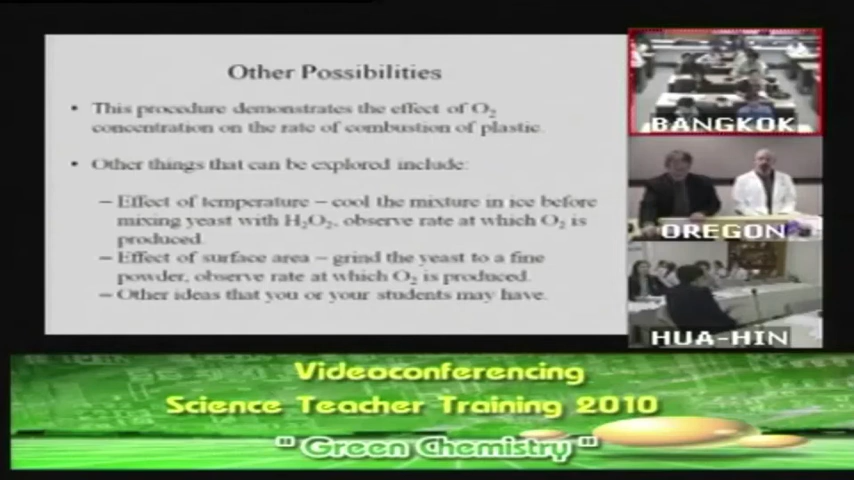 Other Possibilities
• This procedure demonstrates the effect of O₂
concentration on the rate of combustion of plastic.
• Other things that can be explored include:
– Effect of temperature – cool the mixture in ice before
mixing yeast with H₂O₂, observe rate at which O₂ is
produced.
– Effect of surface area – grind the yeast to a fine
powder, observe rate at which O₂ is produced.
– Other ideas that you or your students may have.
BANGKOK
OREGON
HUA-HIN
Videoconferencing
Science Teacher Training 2010
" Green Chemistry "